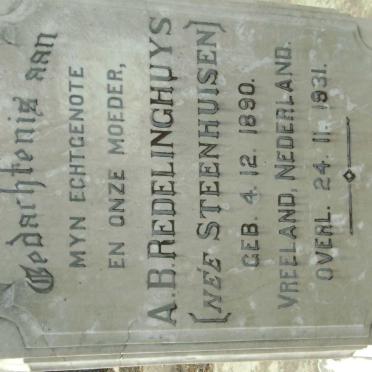 Gedachtenis aan
MYN ECHTGENOTE
EN ONZE MOEDER,
A.B. REDELINGHUYS
[NEE STEENHUISEN]
GEB. 4. 12. 1890.
VREELAND, NEDERLAND.
OVERL. 24. 11. 1931.